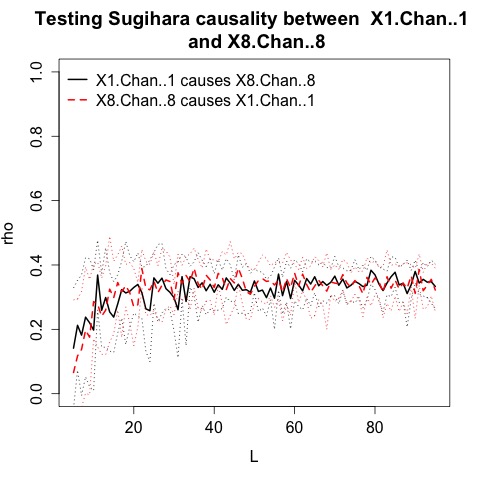 Testing Sugihara causality between  X1.Chan..1
and X8.Chan..8
X1.Chan..1 causes X8.Chan..8
X8.Chan..8 causes X1.Chan..1
rho
1.0
0.8
0.6
0.4
0.2
0.0
20 40 60 80
L